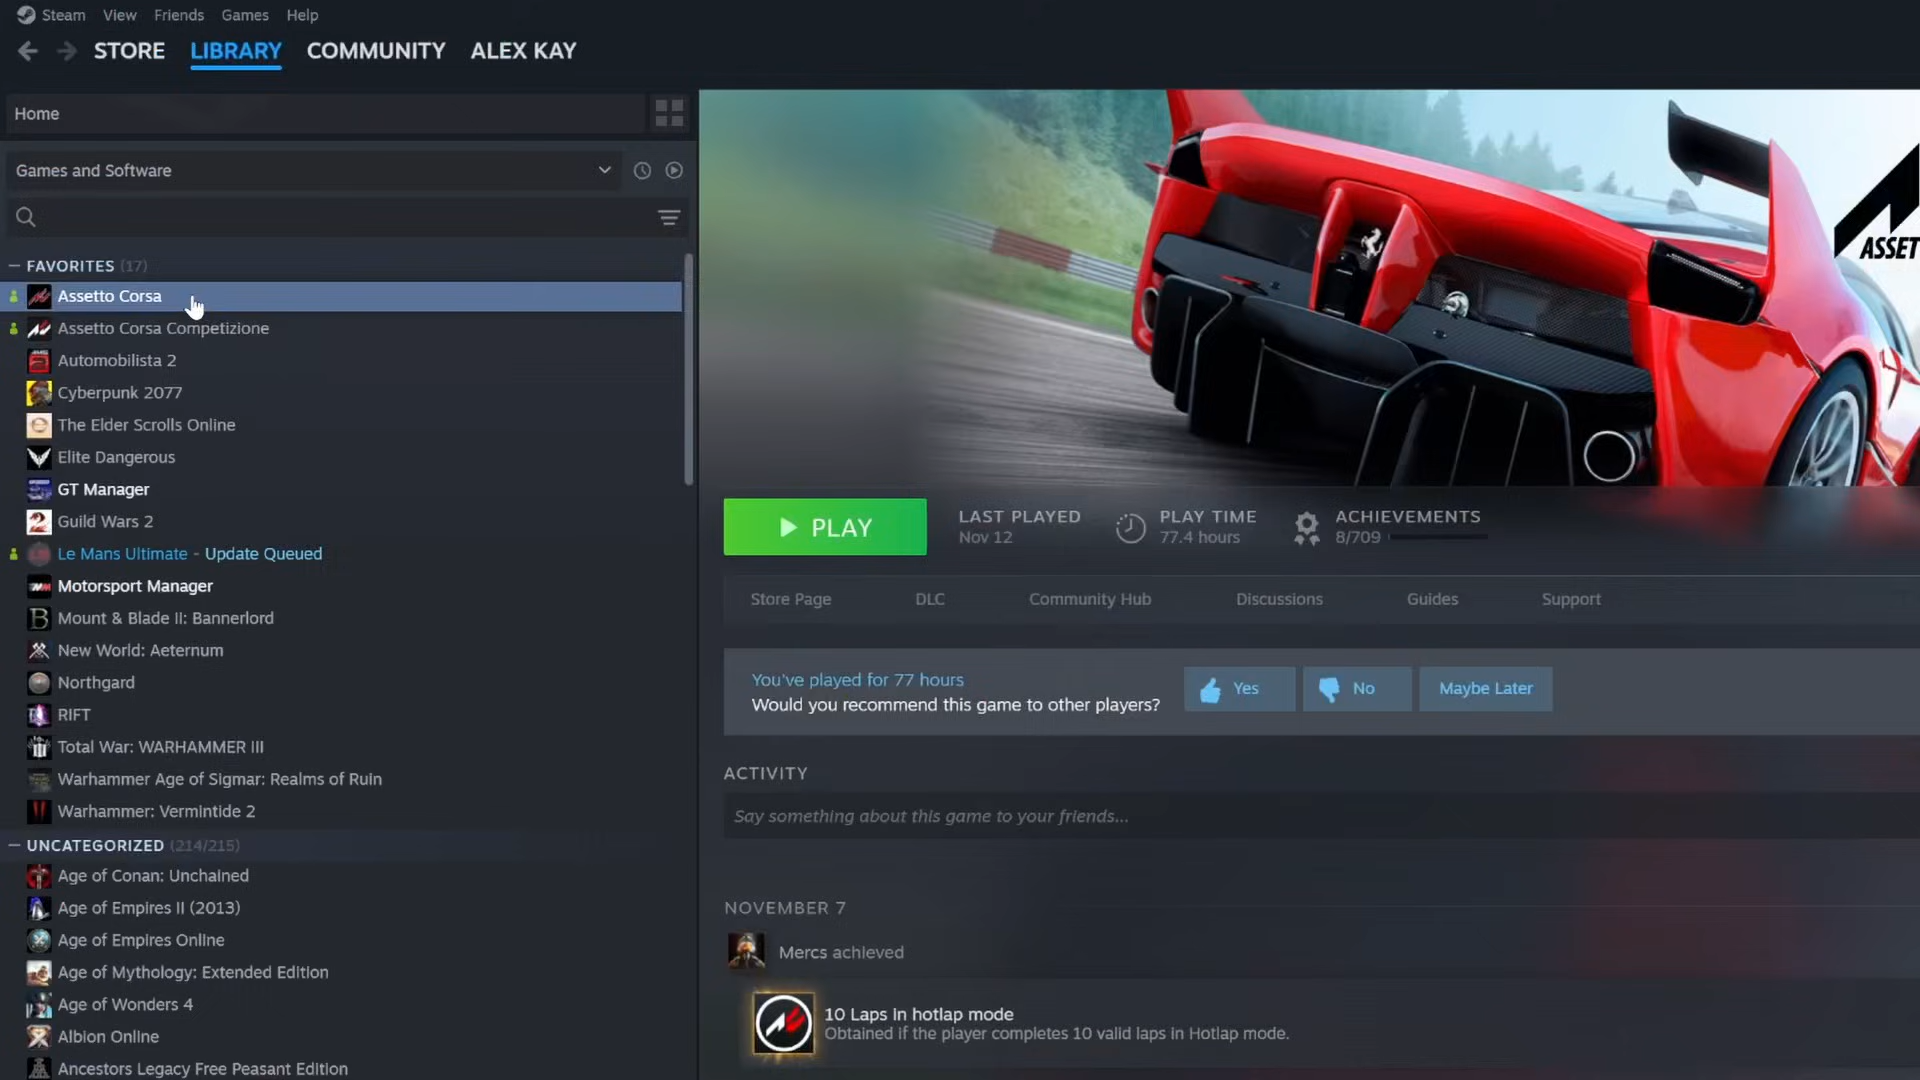 Steam View Friends Games Help
STORE LIBRARY COMMUNITY ALEX KAY
Home
Games and Software
— FAVORITES (17)
Assetto Corsa
Assetto Corsa Competizione
Automobilista 2
Cyberpunk 2077
The Elder Scrolls Online
Elite Dangerous
GT Manager
Guild Wars 2
Le Mans Ultimate - Update Queued
Motorsport Manager
Mount & Blade II: Bannerlord
New World: Aeternum
Northgard
RIFT
Total War: WARHAMMER III
Warhammer Age of Sigmar: Realms of Ruin
Warhammer: Vermintide 2
— UNCATEGORIZED (214/215)
Age of Conan: Unchained
Age of Empires II (2013)
Age of Empires Online
Age of Mythology: Extended Edition
Age of Wonders 4
Albion Online
Ancestors Legacy Free Peasant Edition
ASSET
PLAY
LAST PLAYED
Nov 12
PLAY TIME
77.4 hours
ACHIEVEMENTS
8/709
Store Page DLC Community Hub Discussions Guides Support
You've played for 77 hours
Would you recommend this game to other players?
Yes No Maybe Later
ACTIVITY
Say something about this game to your friends...
NOVEMBER 7
Mercs achieved
10 Laps in hotlap mode
Obtained if the player completes 10 valid laps in Hotlap mode.